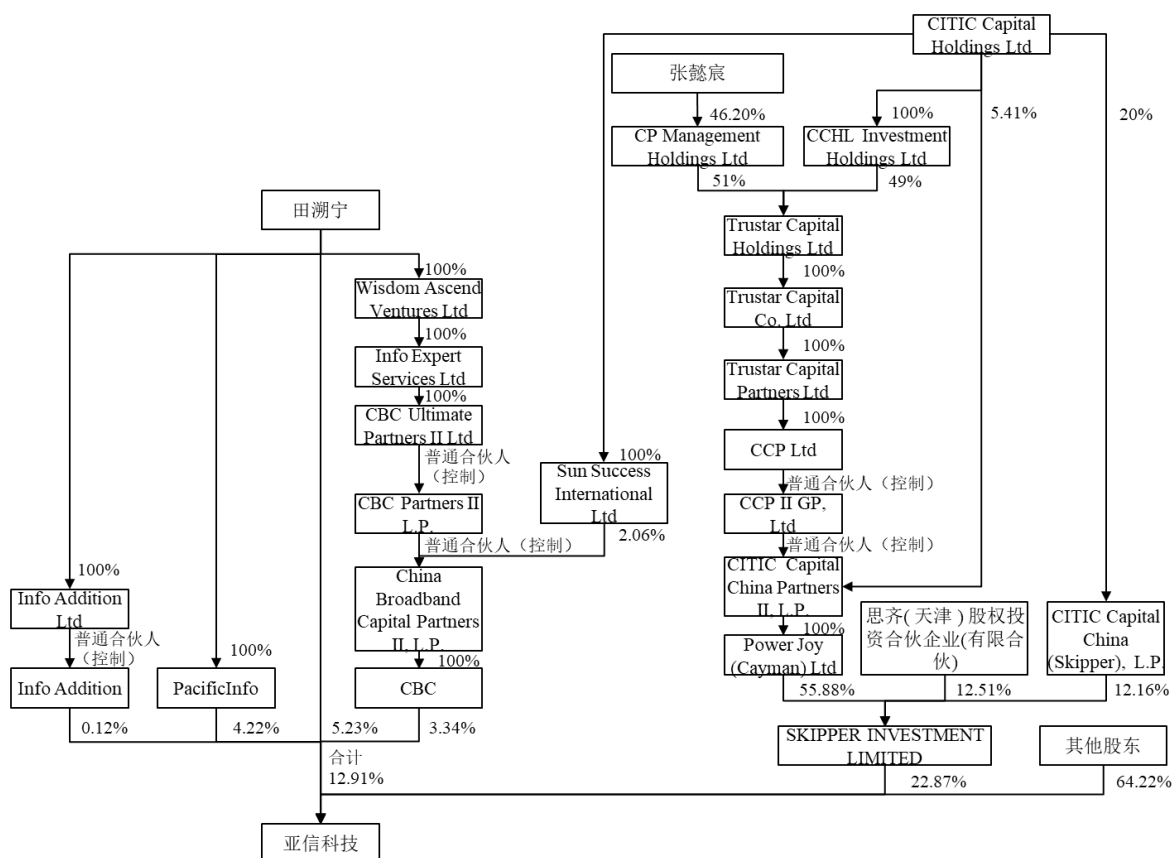 CITIC Capital
Holdings Ltd
张懿宸
46.20%
100%
5.41%
20%
CP Management
Holdings Ltd
CCHL Investment
Holdings Ltd
51%
49%
田溯宁
Trustar Capital
Holdings Ltd
100%
100%
Wisdom Ascend
Ventures Ltd
Trustar Capital
Co. Ltd
100%
100%
Info Expert
Services Ltd
Trustar Capital
Partners Ltd
100%
100%
CBC Ultimate
Partners II Ltd
CCP Ltd
普通合伙人
（控制）
100%
Sun Success
International
Ltd
普通合伙人（控制）
CBC Partners II
L.P.
CCP II GP,
Ltd
2.06%
普通合伙人（控制）
普通合伙人（控制）
100%
Info Addition
Ltd
China
Broadband
Capital Partners
II, L.P.
CITIC Capital
China Partners
II, L.P.
思齐(天津)股权投
资合伙企业(有限合
伙)
CITIC Capital
China
(Skipper), L.P.
普通合伙人
（控制）
100%
100%
100%
Info Addition
PacificInfo
CBC
Power Joy
(Cayman) Ltd
55.88%
12.51%
12.16%
0.12%
4.22%
5.23%
3.34%
SKIPPER INVESTMENT
LIMITED
其他股东
合计
12.91%
22.87%
64.22%
亚信科技